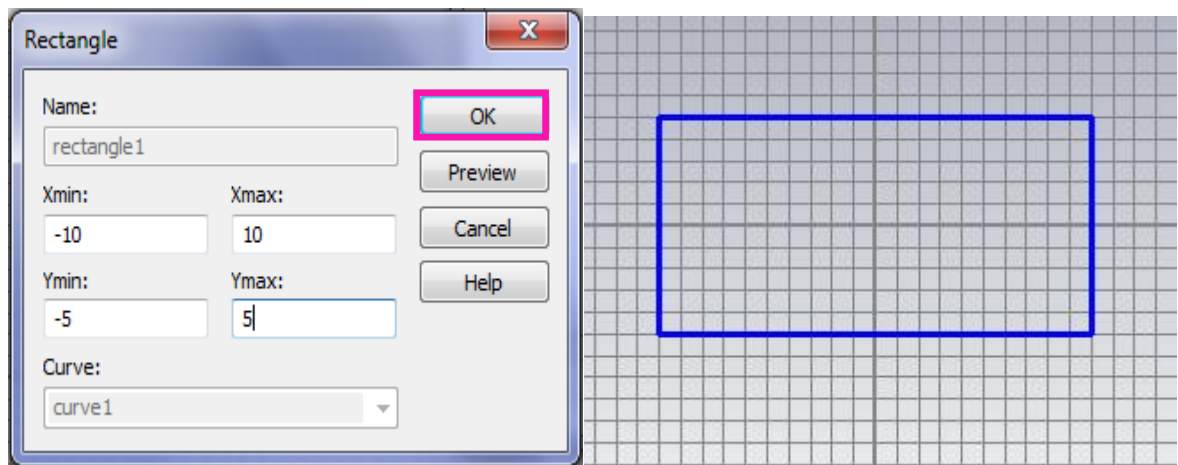 Rectangle
Name:
OK
rectangle1
Preview
Xmin:
Xmax:
-10
10
Cancel
Ymin:
Ymax:
Help
-5
5
Curve:
curve1